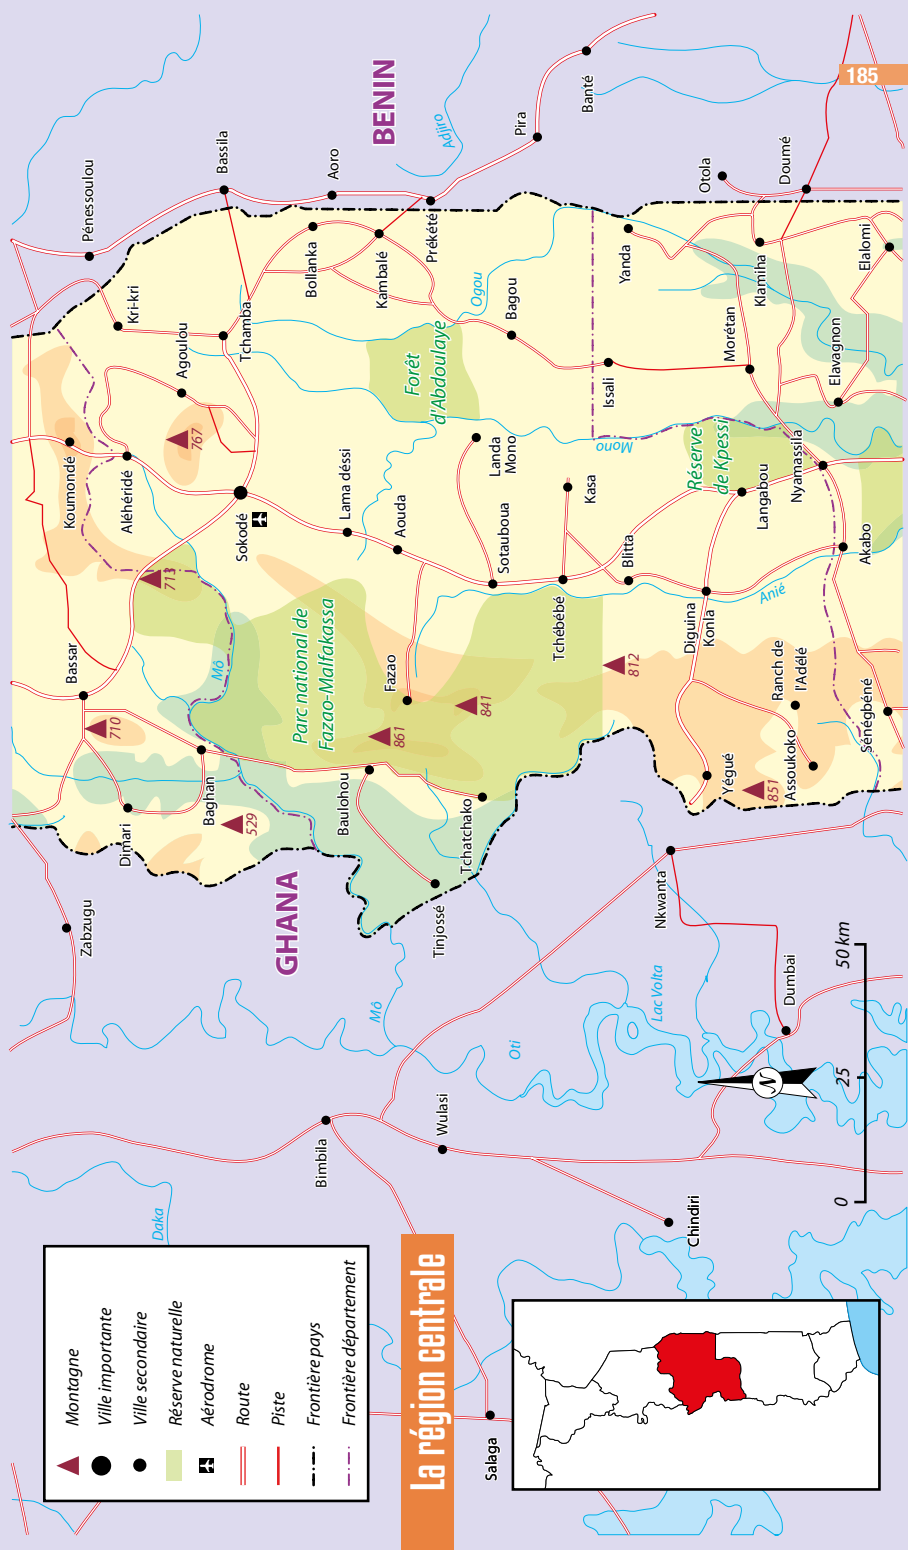 185
BENIN
GHANA
Pénessoulou
Bassila
Aoro
Adjiro
Pira
Banté
Otola
Doumé
Kri-kri
Bollanka
Kambalé
Prékété
Ogou
Bagou
Yanda
Klamiha
Elalomi
Koumondé
Agoulou
Tchamba
767
Forêt
d'Abdoulaye
Issali
Morétan
Elavagnon
Aléhéridé
Sokodé
Lama déssi
Aouda
Landa
Mono
Mono
Kasa
Réserve
de Kpessi
Langabou
Nyamassila
713
Sotauboua
Blitta
Akabo
Bassar
Mô
Parc national de
Fazao-Malfakassa
Fazao
Tchébébé
Diguina
Konla
Anié
710
861
841
812
Ranch de
l'Adélé
Sénégbéné
Dimari
Baghan
529
Baulohou
Tchatchako
Yégué
851
Assoukoko
Zabzugu
Tinjossé
Nkwanta
Mô
Oti
Lac Volta
Dumbai
Bimbila
Wulasi
Chindiri
Daka
Salaga
N
0
25
50 km
La région centrale
Montagne
Ville importante
Ville secondaire
Réserve naturelle
Aérodrome
Route
Piste
Frontière pays
Frontière département